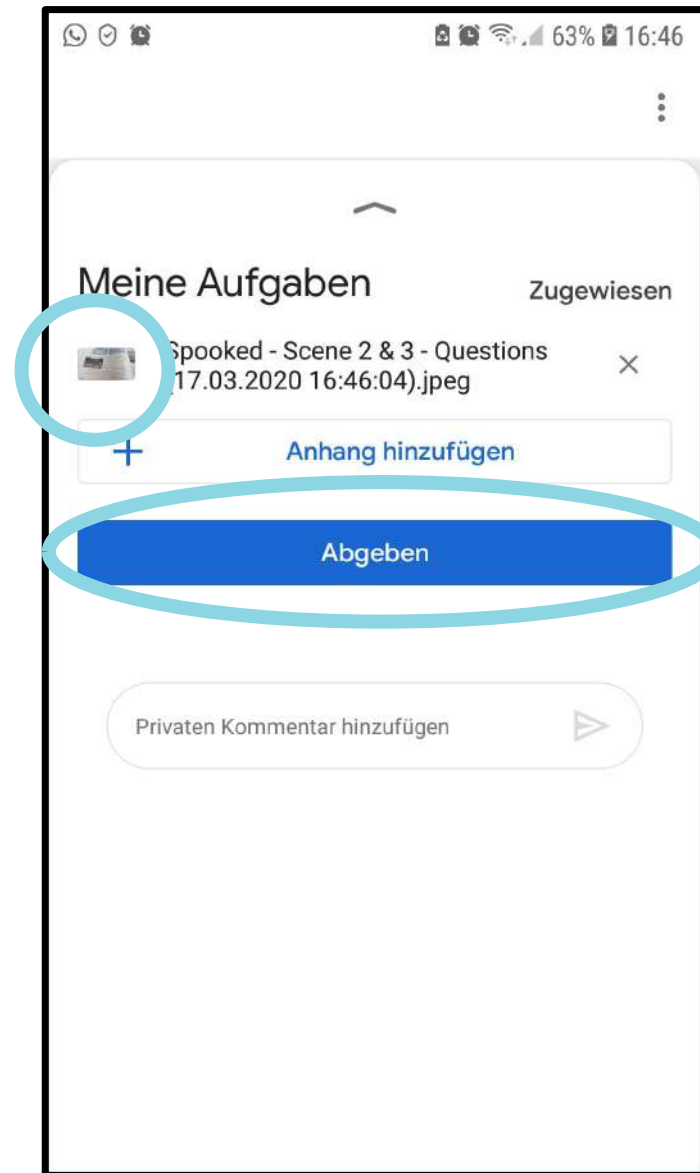 63% 16:46
Meine Aufgaben
Zugewiesen
Spooked - Scene 2 & 3 - Questions
(17.03.2020 16:46:04).jpeg
Anhang hinzufügen
Abgeben
Privaten Kommentar hinzufügen